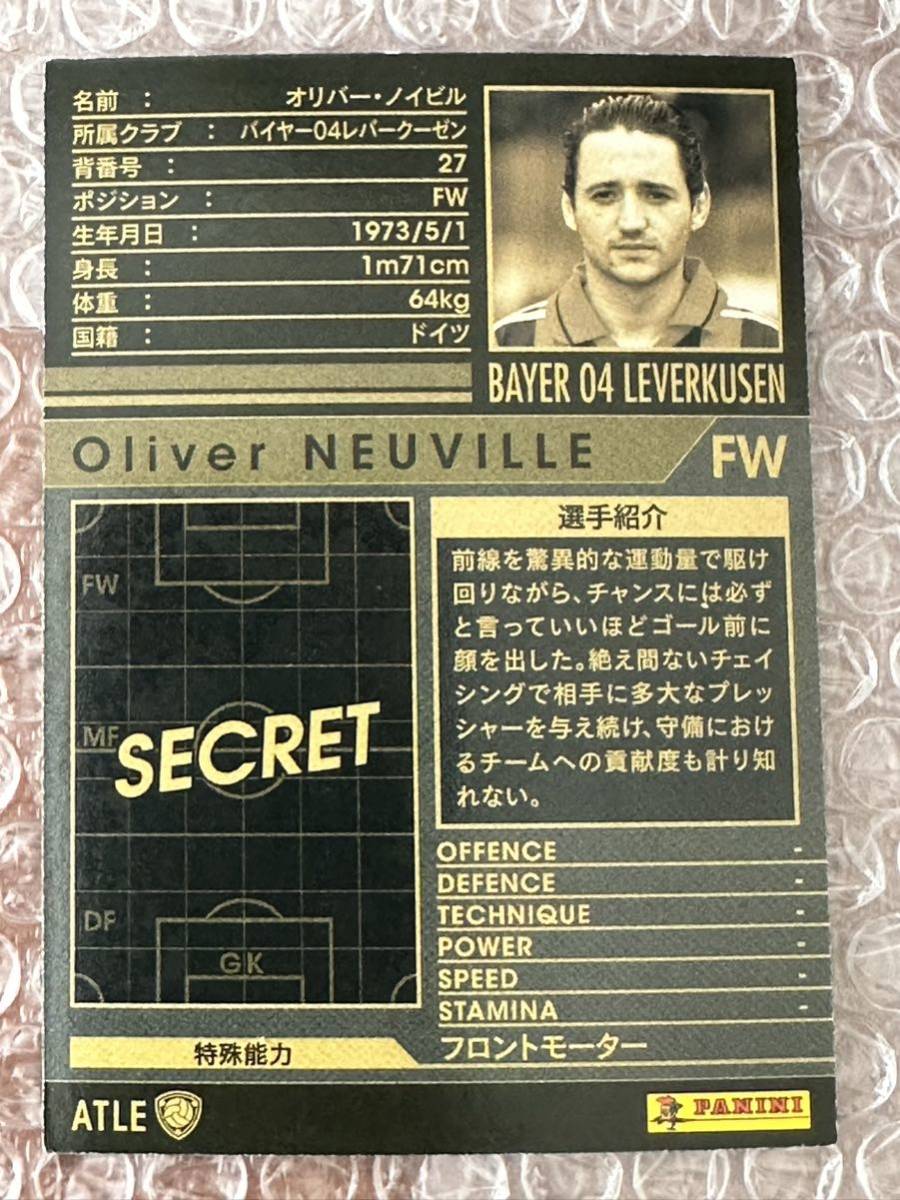 名前 : オリバー・ノイビル
所属クラブ : バイヤー04レバークーゼン
背番号 : 27
ポジション : FW
生年月日 : 1973/5/1
身長 : 1m71cm
体重 : 64kg
国籍 : ドイツ
BAYER 04 LEVERKUSEN
Oliver NEUVILLE
FW
FW
MF
SECRET
DF
GK
選手紹介
前線を驚異的な運動量で駆け
回りながら、チャンスには必ず
と言っていいほどゴール前に
顔を出した。絶え間ないチェイ
シングで相手に多大なプレッ
シャーを与え続け、守備におけ
るチームへの貢献度も計り知
れない。
OFFENCE -
DEFENCE -
TECHNIQUE -
POWER -
SPEED -
STAMINA -
特殊能力 フロントモーター
ATLE
PANINI